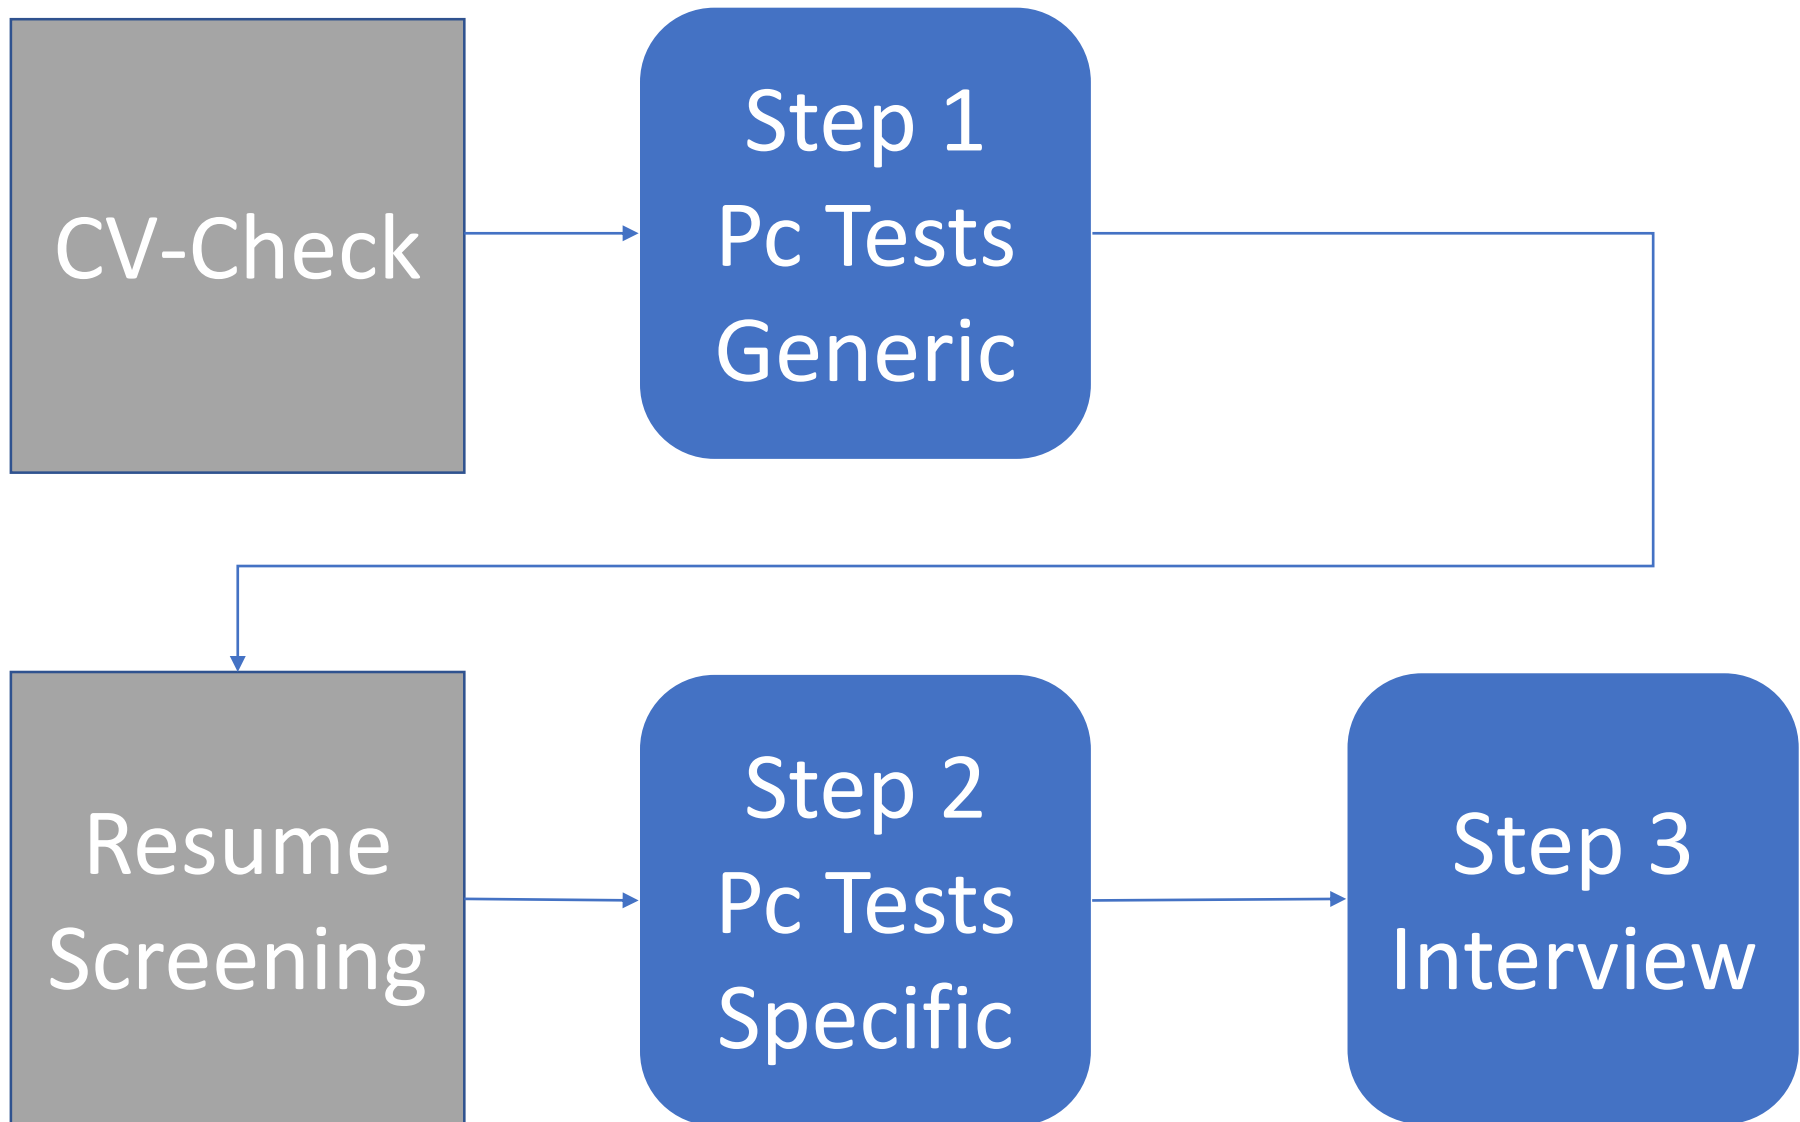 CV-Check
Step 1
Pc Tests
Generic
Resume
Screening
Step 2
Pc Tests
Specific
Step 3
Interview